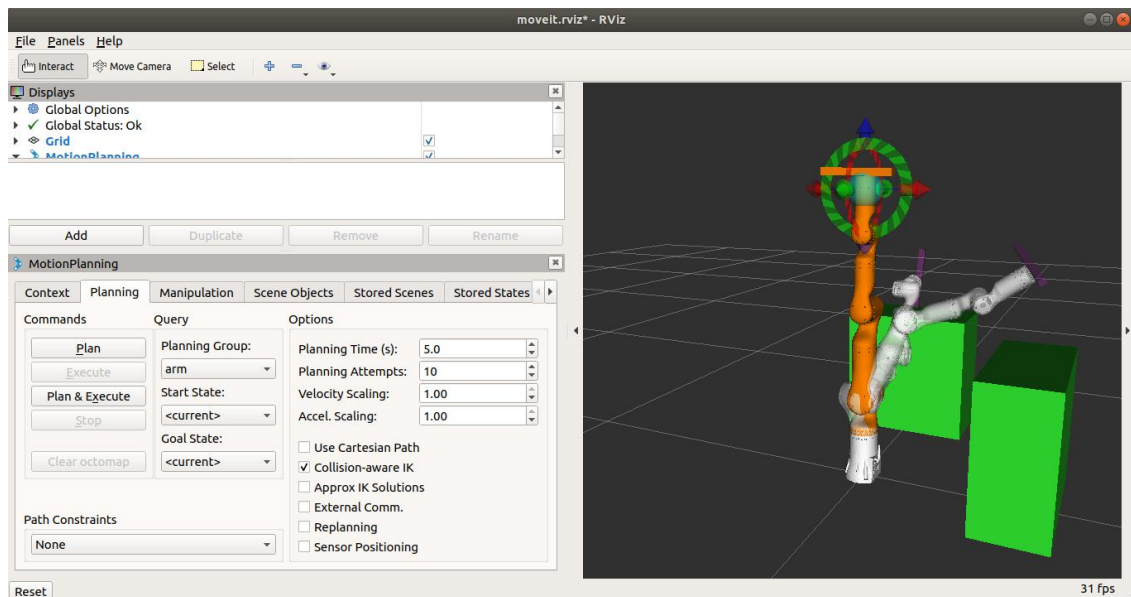 moveit.rviz* - RViz
File Panels Help
Interact Move Camera Select
Displays
Global Options
Global Status: Ok
Grid
MotionPlanning
Add Duplicate Remove Rename
MotionPlanning
Context Planning Manipulation Scene Objects Stored Scenes Stored States
Commands Query Options
Plan Planning Group: Planning Time (s): 5.0
Execute arm Planning Attempts: 10
Plan & Execute Start State: Velocity Scaling: 1.00
Stop <current> Accel. Scaling: 1.00
Goal State:
Use Cartesian Path
Clear octomap <current> Collision-aware IK
Approx IK Solutions
External Comm.
Path Constraints Replanning
None Sensor Positioning
Reset 31 fps